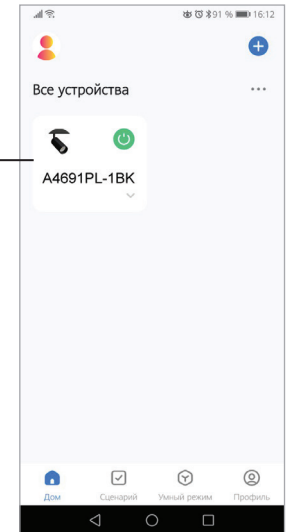 91 % 16:12
Все устройства
A4691PL-1BK
Дом Сценарий Умный режим Профиль